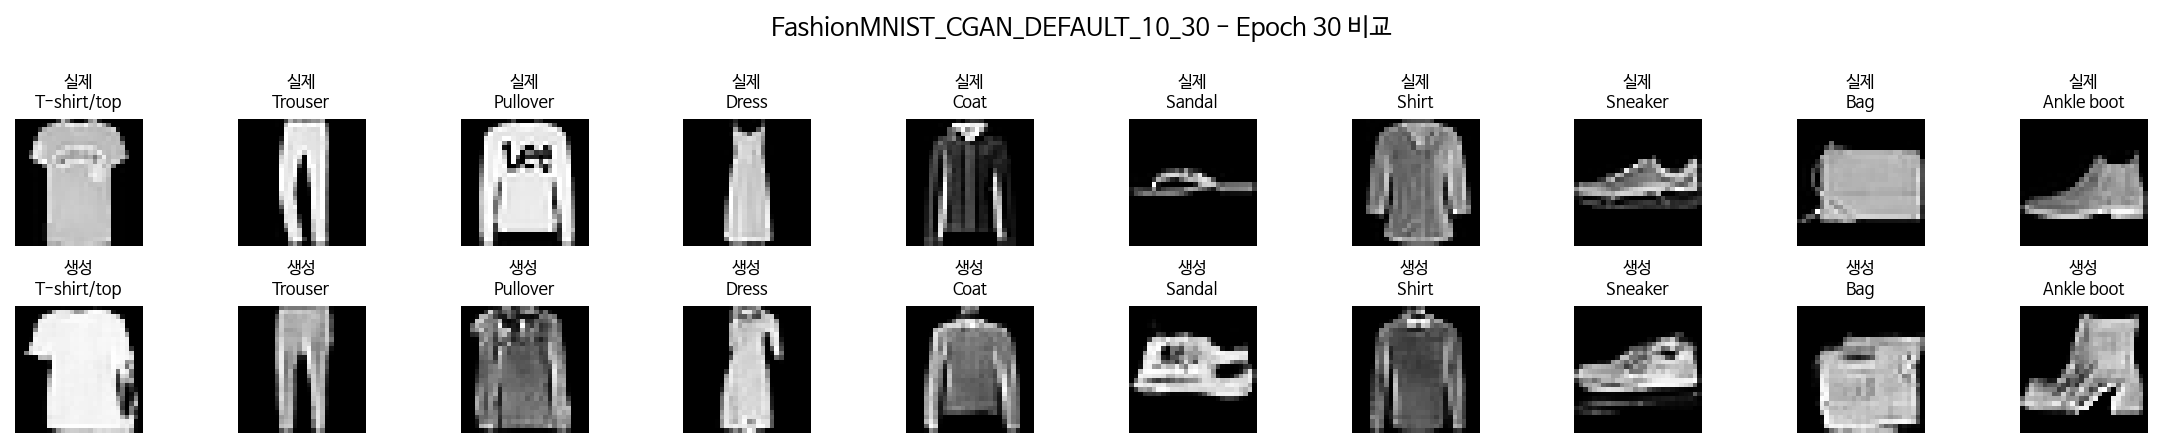 FashionMNIST_CGAN_DEFAULT_10_30 - Epoch 30 비교
실제 실제 실제 실제 실제 실제 실제 실제 실제 실제
T-shirt/top Trouser Pullover Dress Coat Sandal Shirt Sneaker Bag Ankle boot
Lee
생성 생성 생성 생성 생성 생성 생성 생성 생성 생성
T-shirt/top Trouser Pullover Dress Coat Sandal Shirt Sneaker Bag Ankle boot